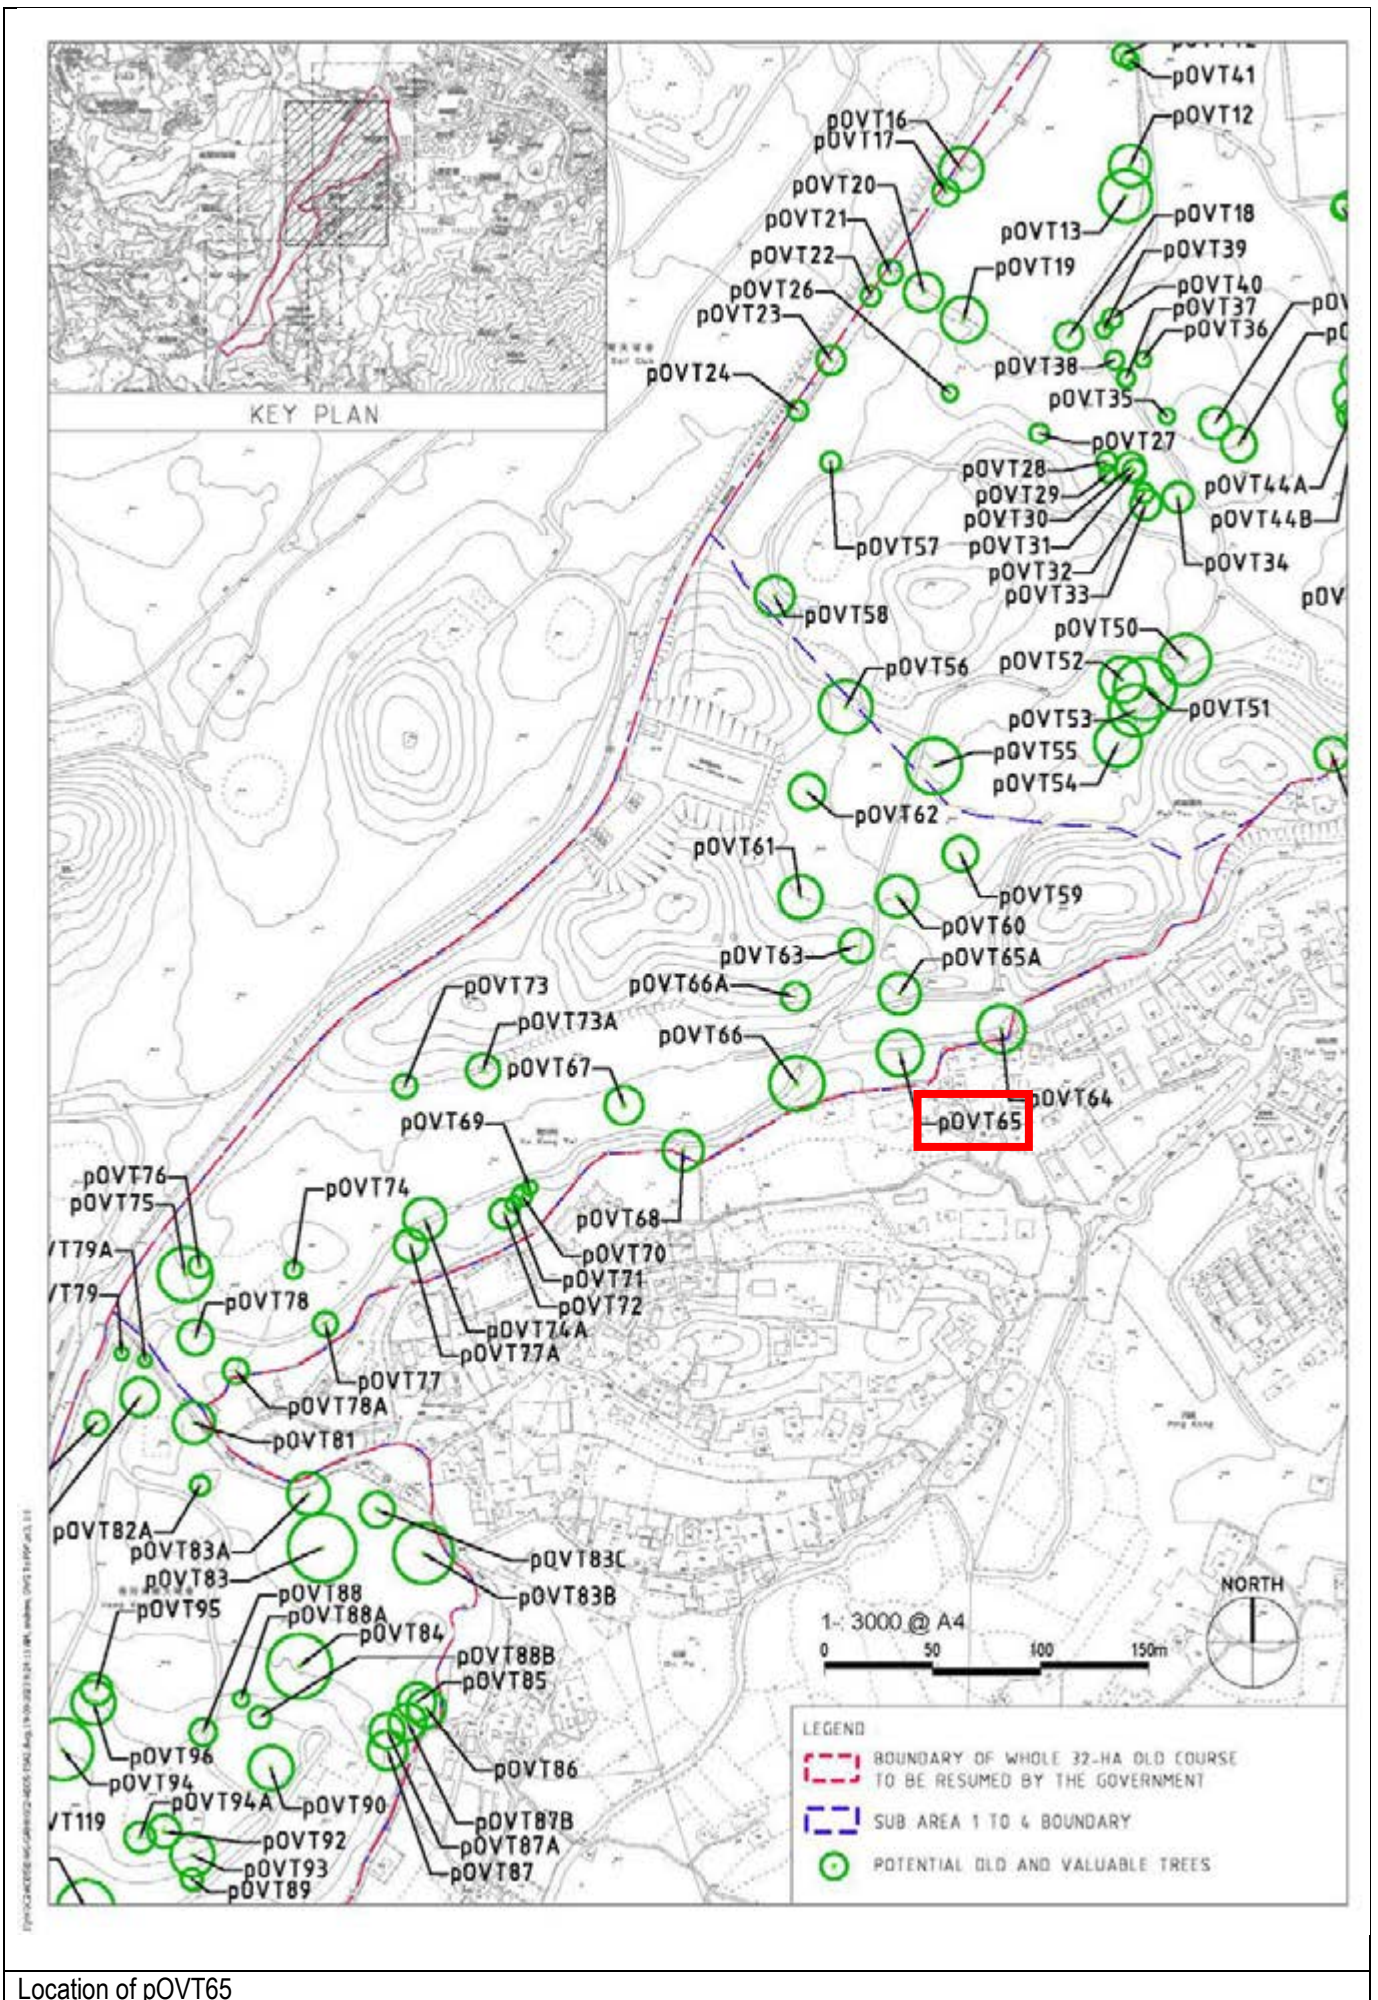 pOVT41
pOVT12
pOVT16
pOVT17
pOVT20
pOVT21
pOVT22
pOVT26
pOVT23
pOVT24
pOVT13
pOVT18
pOVT39
pOVT19
pOVT40
pOVT37
pOVT36
pOVT38
pOVT35
KEY PLAN
pOVT27
pOVT28
pOVT29
pOVT30
pOVT31
pOVT32
pOVT33
pOVT44A
pOVT44B
pOVT34
pOVT57
pOVT58
pOVT50
pOVT52
pOVT56
pOVT53
pOVT51
pOVT55
pOVT54
pOVT62
pOVT61
pOVT59
pOVT60
pOVT63
pOVT65A
pOVT66A
pOVT73
pOVT73A
pOVT66
pOVT67
pOVT64
pOVT65
pOVT69
pOVT76
pOVT75
pOVT74
pOVT68
VT79A
pOVT70
pOVT71
VT79
pOVT78
pOVT72
pOVT74A
pOVT77A
pOVT77
pOVT78A
pOVT81
pOVT82A
pOVT83A
pOVT83C
pOVT83
pOVT88
pOVT83B
pOVT95
pOVT88A
pOVT84
pOVT88B
pOVT85
pOVT96
pOVT86
pOVT94
pOVT94A
pOVT90
VT119
pOVT87B
pOVT92
pOVT87A
pOVT93
pOVT87
pOVT89
NORTH
1-: 3000 @ A4
0 50 100 150m
LEGEND
BOUNDARY OF WHOLE 32-HA OLD COURSE
TO BE RESUMED BY THE GOVERNMENT
SUB AREA 1 TO 4 BOUNDARY
POTENTIAL OLD AND VALUABLE TREES
Location of pOVT65